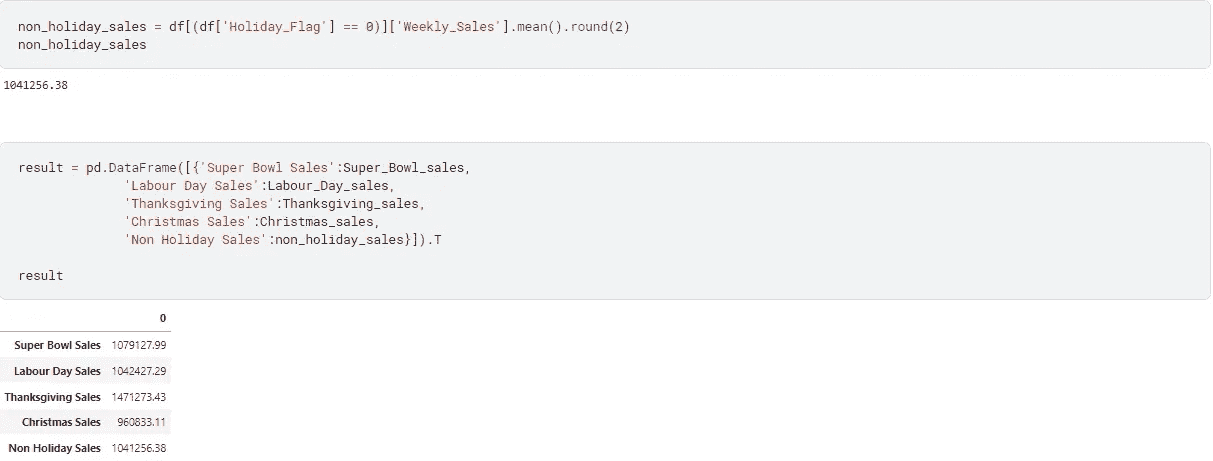 non_holiday_sales = df[(df['Holiday_Flag'] == 0)]['Weekly_Sales'].mean().round(2)
non_holiday_sales
1041256.38
result = pd.DataFrame([{'Super Bowl Sales':Super_Bowl_sales,
'Labour Day Sales':Labour_Day_sales,
'Thanksgiving Sales':Thanksgiving_sales,
'Christmas Sales':Christmas_sales,
'Non Holiday Sales':non_holiday_sales}]).T
result
0
Super Bowl Sales 1079127.99
Labour Day Sales 1042427.29
Thanksgiving Sales 1471273.43
Christmas Sales 960833.11
Non Holiday Sales 1041256.38